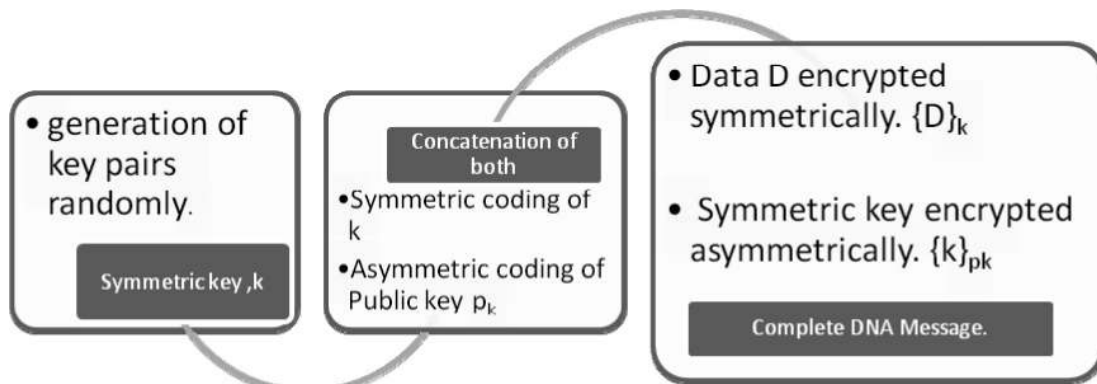 • generation of
key pairs
randomly.
Symmetric key ,k
Concatenation of
both
•Symmetric coding of
k
•Asymmetric coding of
Public key pk
• Data D encrypted
symmetrically. {D}k
• Symmetric key encrypted
asymmetrically. {k}pk
Complete DNA Message.